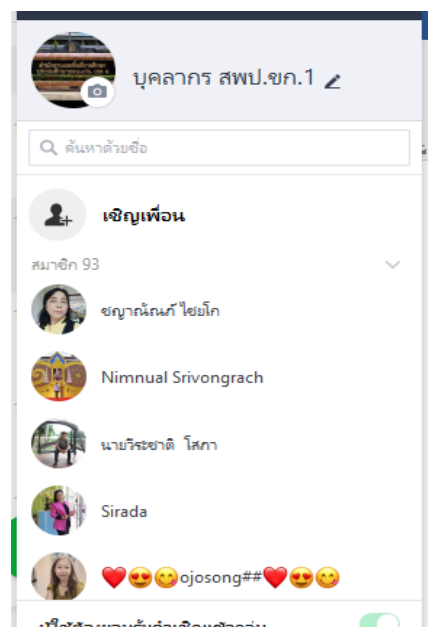 บุคลากร สพป.ขก.1
ค้นหาด้วยชื่อ
เชิญเพื่อน
สมาชิก 93
ชญาณัณภ์ ไชยโก
Nimnual Srivongrach
นายวีระชาติ โสภา
Sirada
❤️😍😋ojosong##❤️😍😋